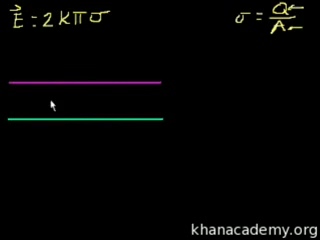 E⃗ = 2Kπσ
σ = Q/A
khanacademy.org